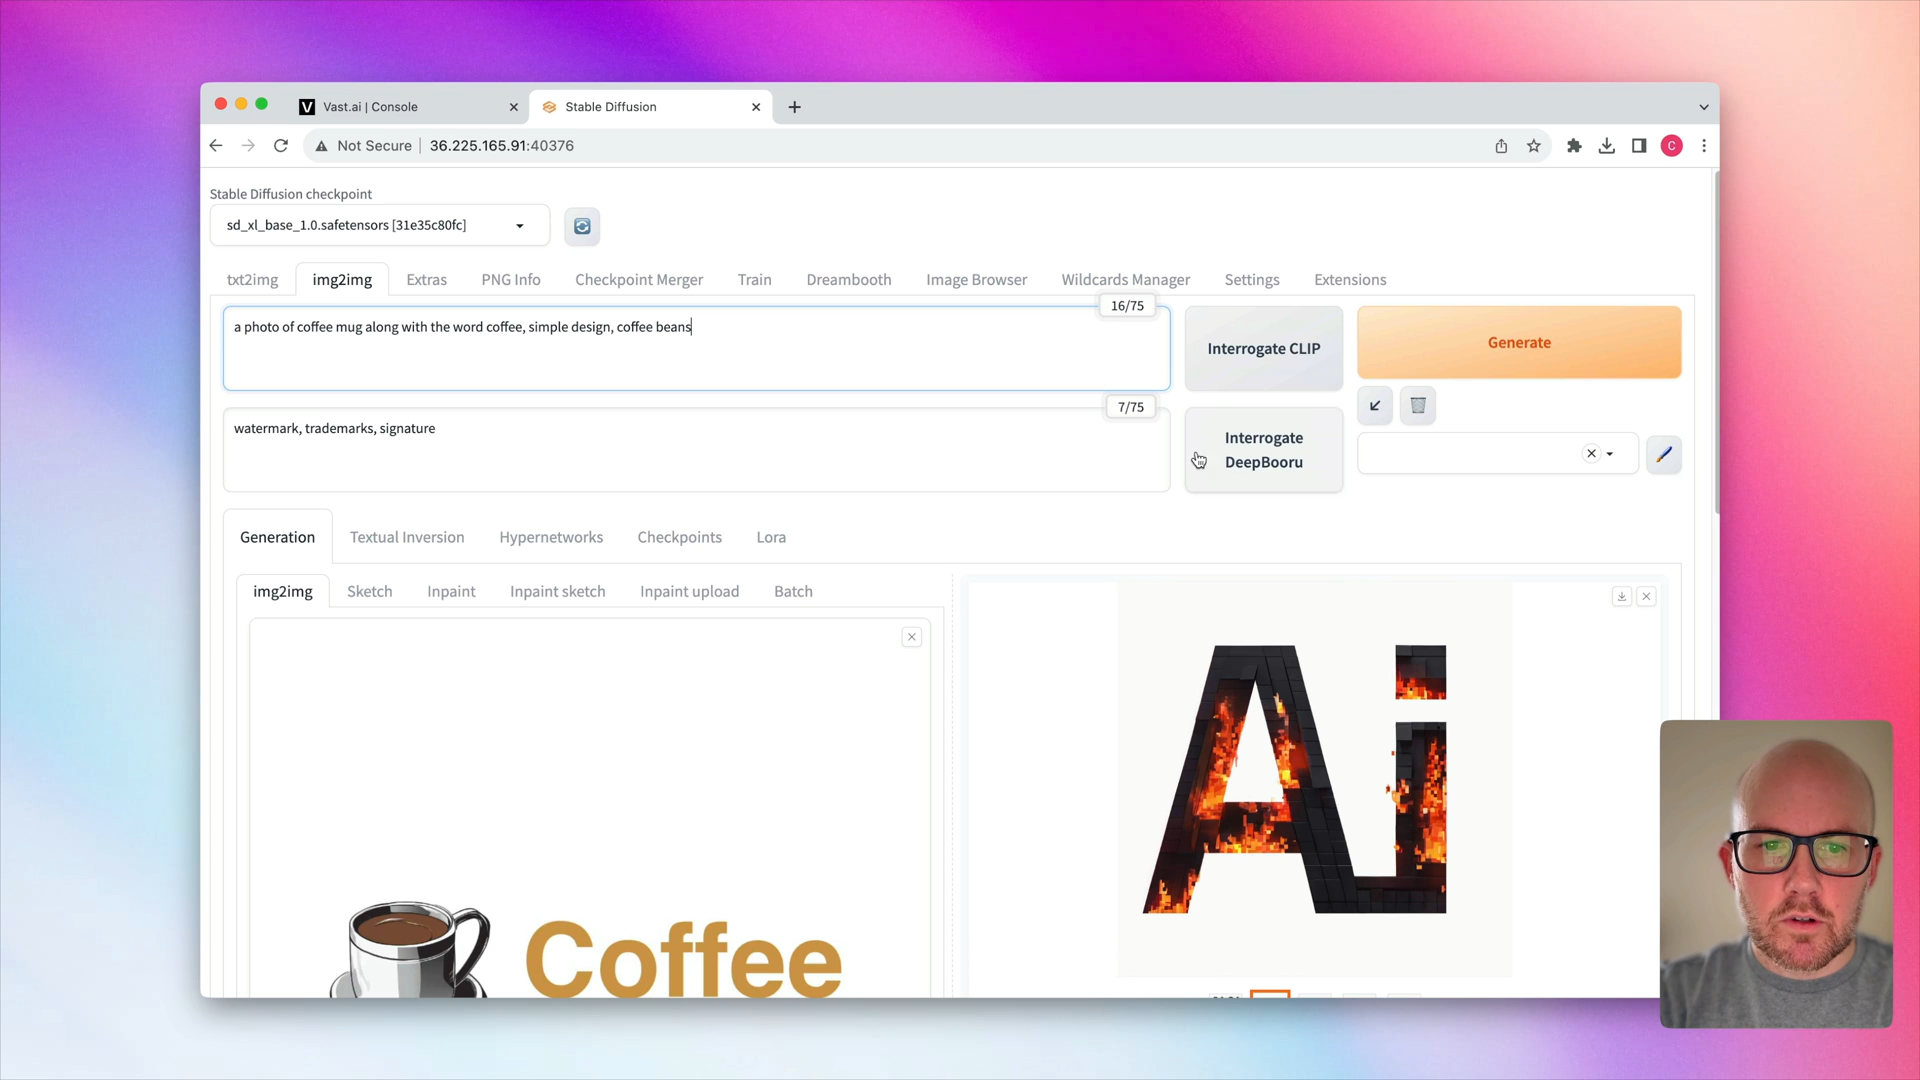 Vast.ai | Console
Stable Diffusion
Not Secure
36.225.165.91:40376
C
Stable Diffusion checkpoint
sd_xl_base_1.0.safetensors [31e35c80fc]
txt2img
img2img
Extras
PNG Info
Checkpoint Merger
Train
Dreambooth
Image Browser
Wildcards Manager
Settings
Extensions
16/75
a photo of coffee mug along with the word coffee, simple design, coffee beans
Interrogate CLIP
Generate
7/75
watermark, trademarks, signature
Interrogate
DeepBooru
Generation
Textual Inversion
Hypernetworks
Checkpoints
Lora
img2img
Sketch
Inpaint
Inpaint sketch
Inpaint upload
Batch
Ai
Coffee